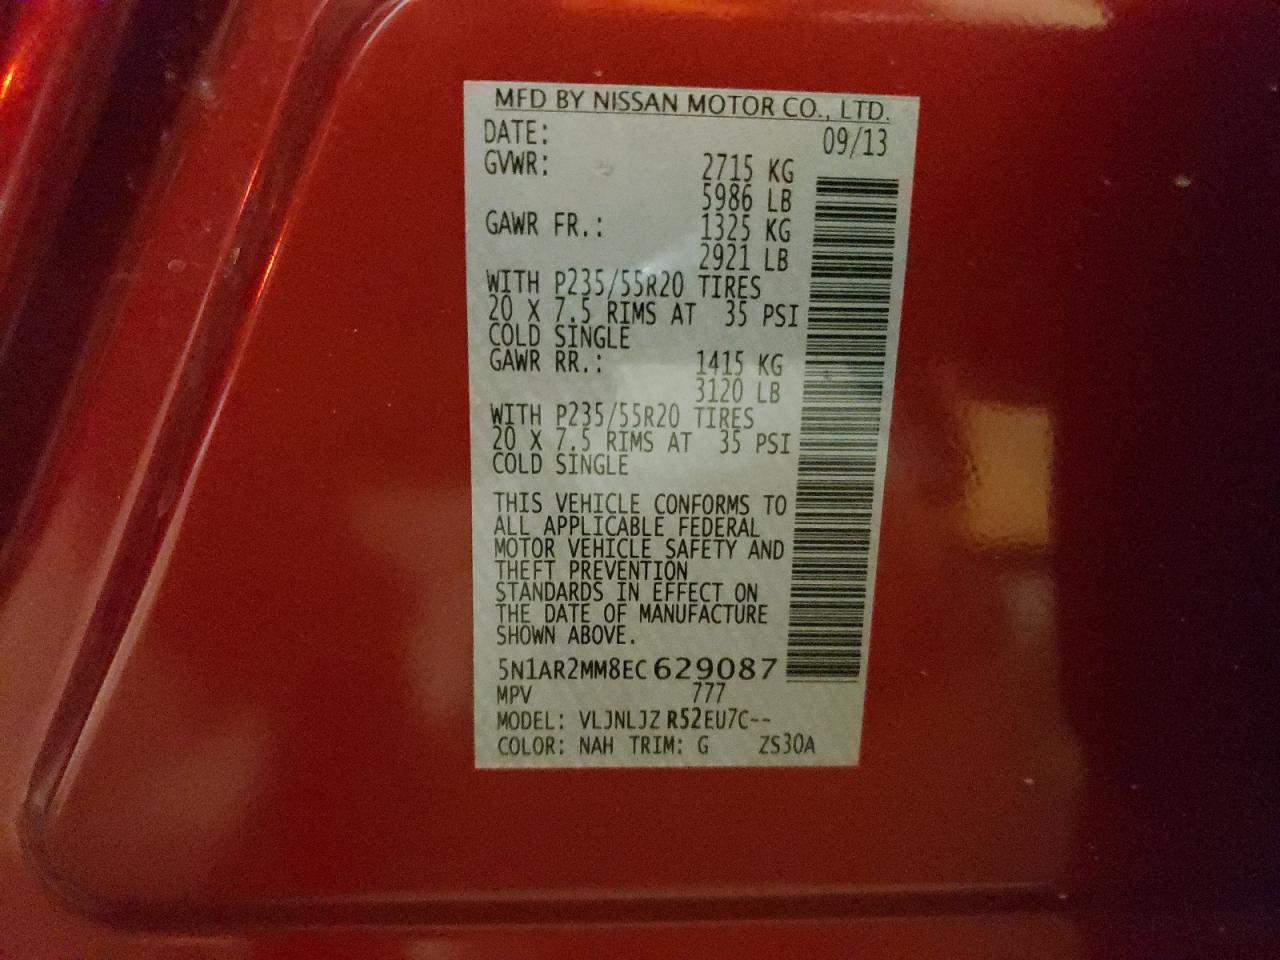 MFD BY NISSAN MOTOR CO., LTD.
DATE: 09/13
GVWR: 2715 KG
5986 LB
GAWR FR.: 1325 KG
2921 LB
WITH P235/55R20 TIRES
20 X 7.5 RIMS AT 35 PSI
COLD SINGLE
GAWR RR.: 1415 KG
3120 LB
WITH P235/55R20 TIRES
20 X 7.5 RIMS AT 35 PSI
COLD SINGLE
THIS VEHICLE CONFORMS TO
ALL APPLICABLE FEDERAL
MOTOR VEHICLE SAFETY AND
THEFT PREVENTION
STANDARDS IN EFFECT ON
THE DATE OF MANUFACTURE
SHOWN ABOVE.
5N1AR2MM8EC629087
MPV 777
MODEL: VLJNLJZ R52EU7C--
COLOR: NAH TRIM: G ZS30A